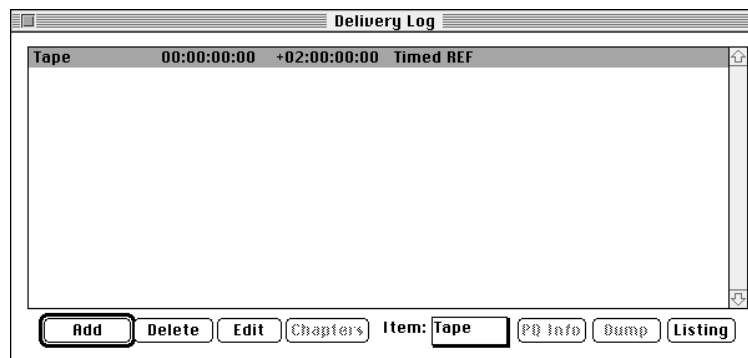 Delivery Log
Tape 00:00:00:00 +02:00:00:00 Timed REF
Add Delete Edit Chapters Item: Tape PQ Info Dump Listing